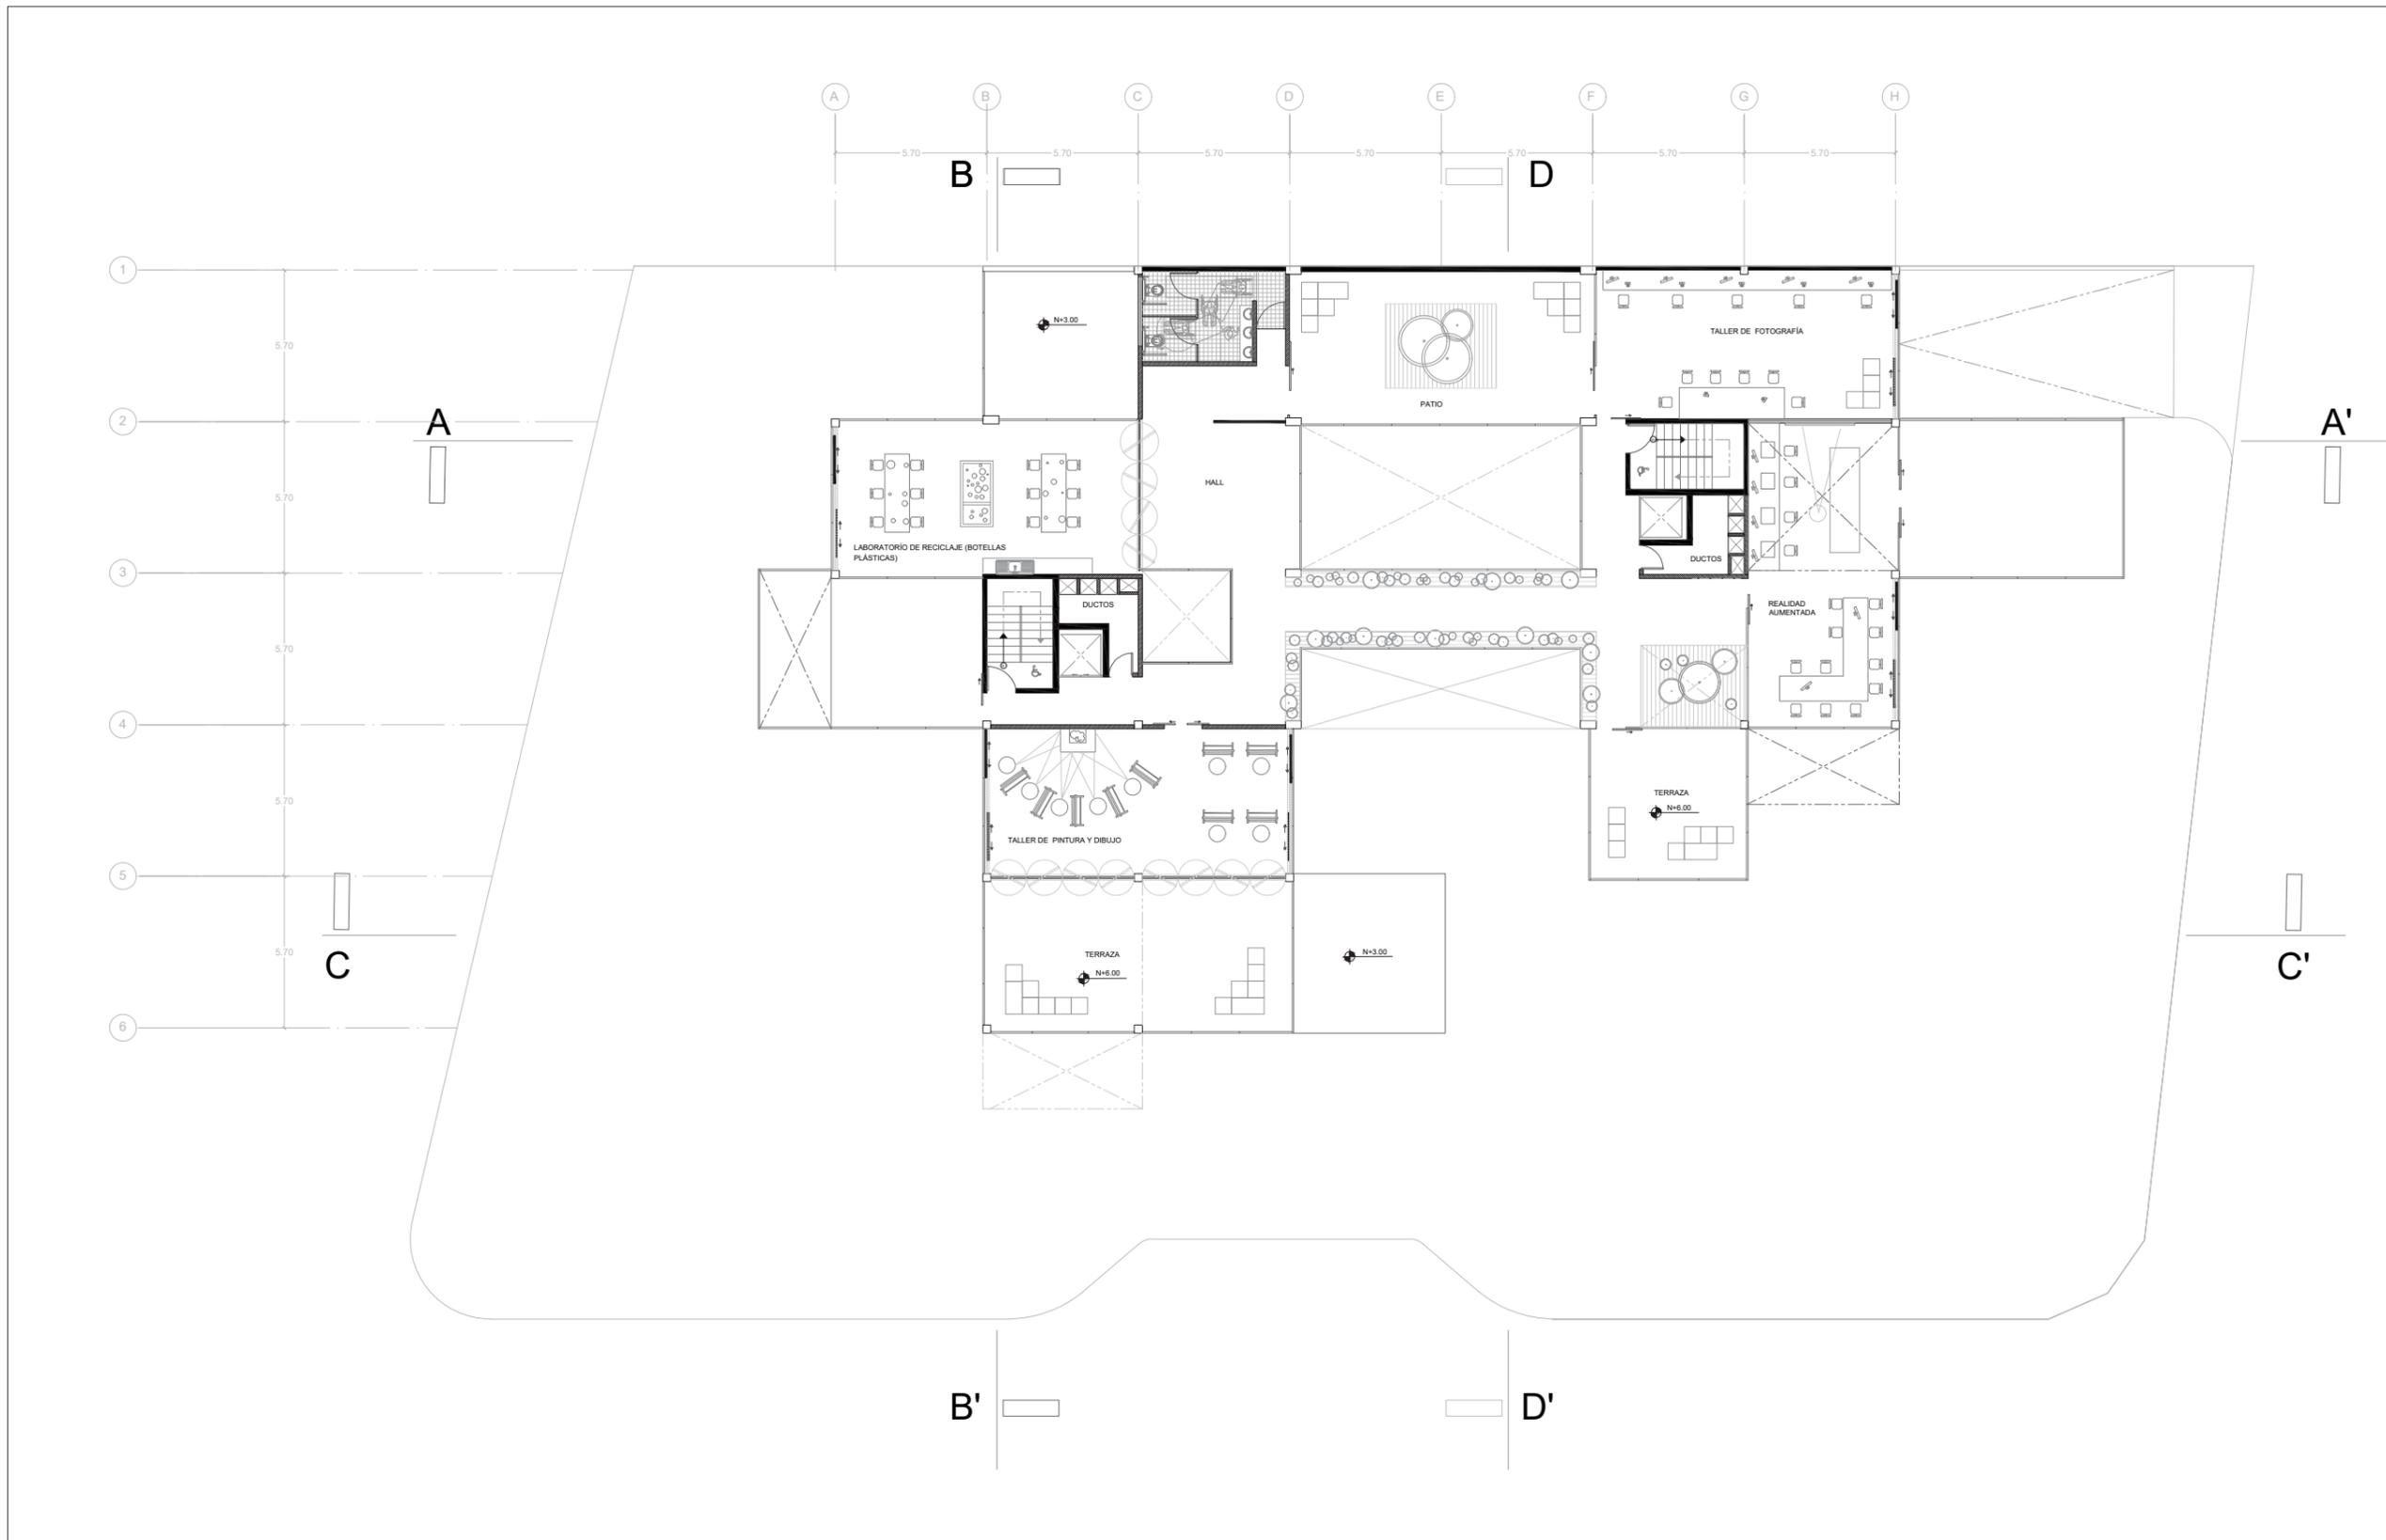 A B C D E F G H
5.70 5.70 5.70 5.70 5.70 5.70 5.70
B D
1
N=3.00
TALLER DE FOTOGRAFÍA
5.70
PATIO
2
A A'
HALL
5.70
LABORATORÍO DE RECICLAJE (BOTELLAS
PLÁSTICAS)
DUCTOS
3
DUCTOS
REALIDAD
AUMENTADA
5.70
4
TERRAZA
N=6.00
5.70
TALLER DE PINTURA Y DIBUJO
5
5.70
TERRAZA
N=6.00
N=3.00
C C'
6
B' D'